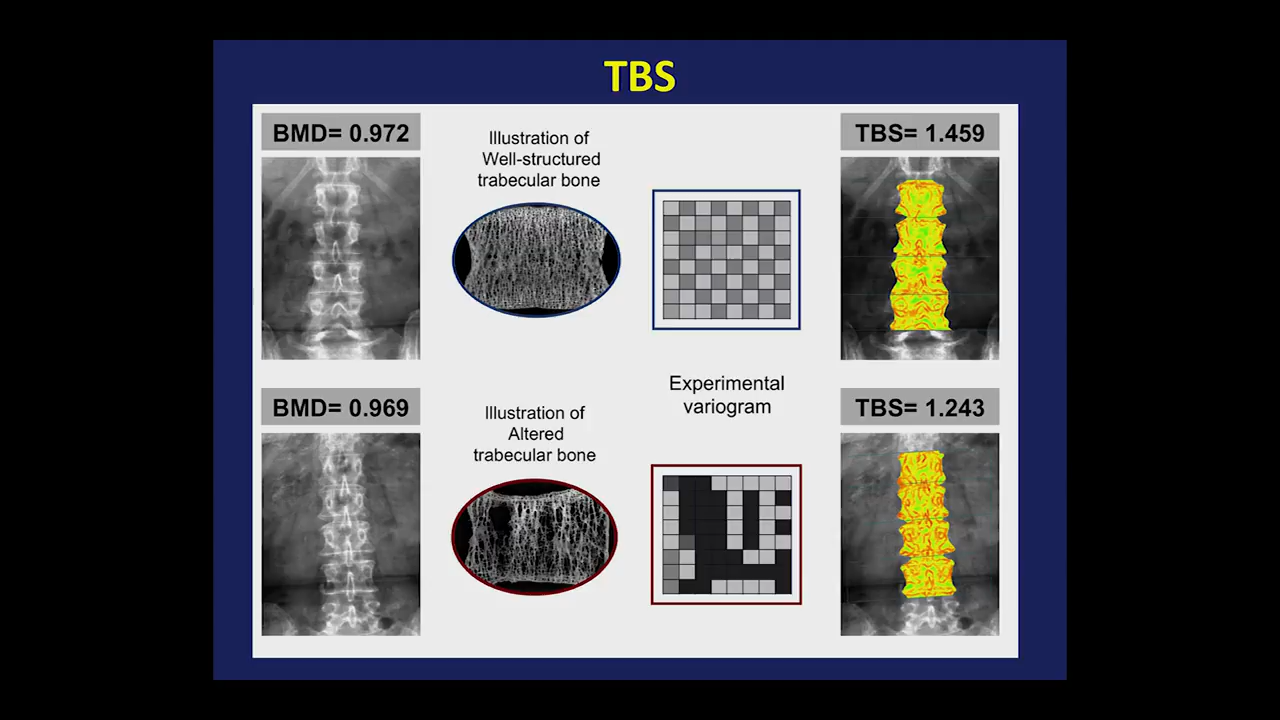 TBS
BMD= 0.972
Illustration of
Well-structured
trabecular bone
TBS= 1.459
Experimental
variogram
BMD= 0.969
Illustration of
Altered
trabecular bone
TBS= 1.243